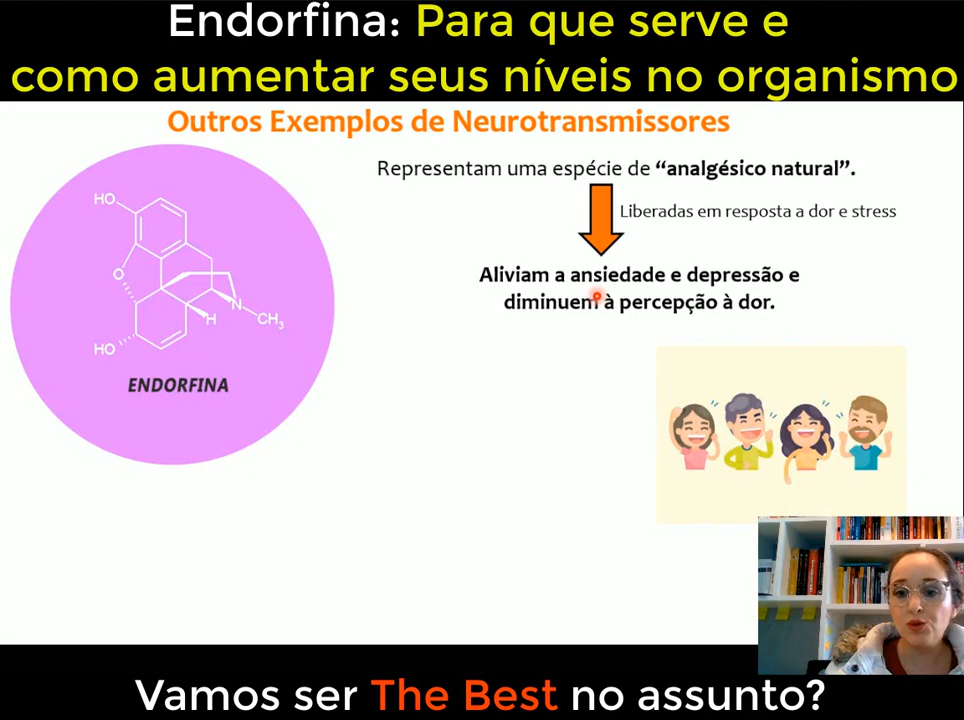 Endorfina: Para que serve e
como aumentar seus níveis no organismo
Outros Exemplos de Neurotransmissores
Representam uma espécie de “analgésico natural”.
Liberadas em resposta a dor e stress
Aliviam a ansiedade e depressão e
diminuem à percepção à dor.
HO
O
N
H
CH3
HO
ENDORFINA
Vamos ser The Best no assunto?